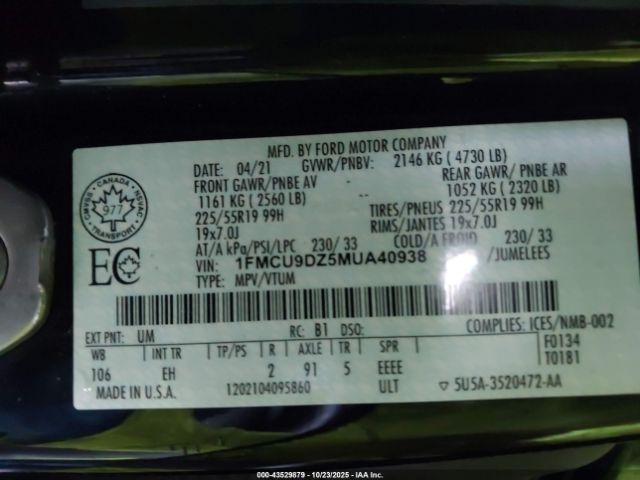 MFD. BY FORD MOTOR COMPANY
DATE: 04/21 GVWR/PNBV: 2146 KG ( 4730 LB)
FRONT GAWR/PNBE AV REAR GAWR/ PNBE AR
1161 KG ( 2560 LB) 1052 KG ( 2320 LB)
225/55R19 99H TIRES/PNEUS 225/55R19 99H
19x7.0J RIMS/JANTES 19x7.0J
AT/A kPa/PSI/LPC 230/ 33 COLD/A FROID 230/ 33
VIN: 1FMCU9DZ5MUA40938 /JUMELEES
TYPE: MPV/VTUM
CANADA
977
TRANSPORT
EC
EXT PNT: UM RC: B1 DSO: COMPLIES: ICES/NMB-002
WB INT TR TP/PS R AXLE TR SPR F0134
106 EH 2 91 5 EEEE T0181
MADE IN U.S.A. 1202104095860 ULT ▽ 5U5A-3520472-AA
000-43529879 - 10/23/2025 - IAA Inc.